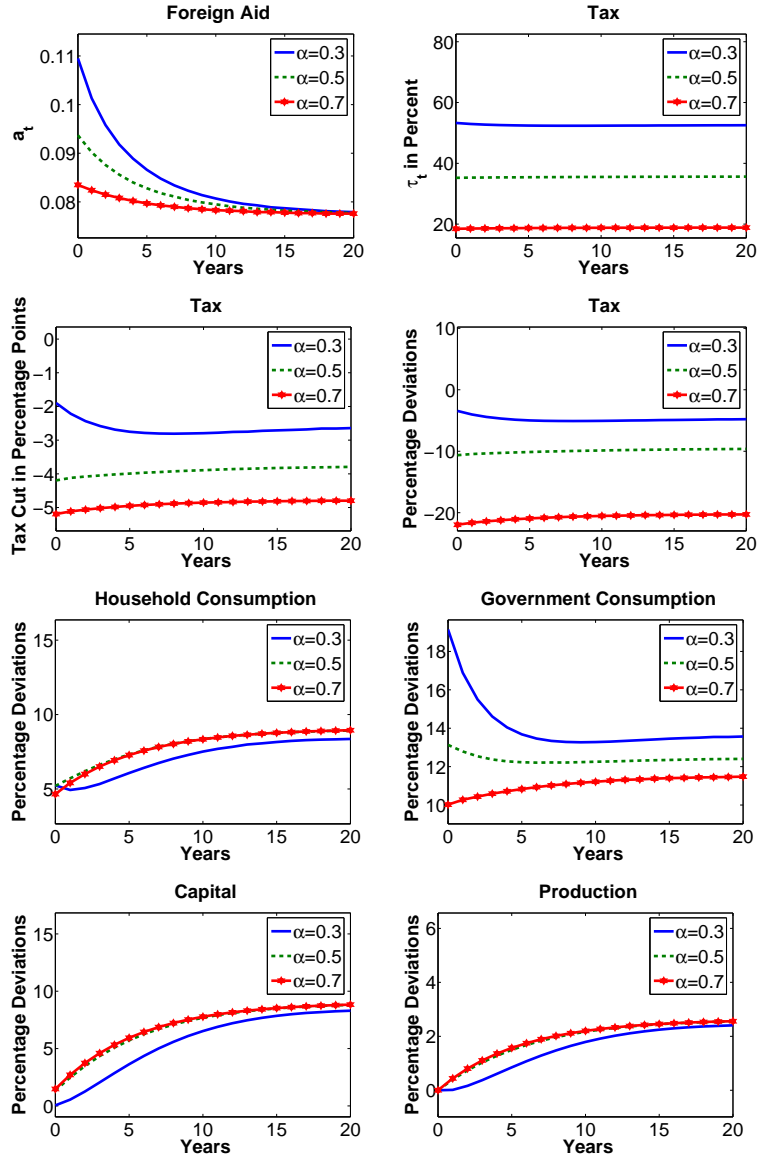 Foreign Aid
a_t
0.11
0.1
0.09
0.08
0 5 10 15 20
Years
α=0.3
α=0.5
α=0.7
Tax
τ_t in Percent
80
60
40
20
0 5 10 15 20
Years
α=0.3
α=0.5
α=0.7
Tax
Tax Cut in Percentage Points
0
−1
−2
−3
−4
−5
0 5 10 15 20
Years
α=0.3
α=0.5
α=0.7
Tax
Percentage Deviations
10
0
−10
−20
0 5 10 15 20
Years
α=0.3
α=0.5
α=0.7
Household Consumption
Percentage Deviations
15
10
5
0 5 10 15 20
Years
α=0.3
α=0.5
α=0.7
Government Consumption
Percentage Deviations
18
16
14
12
10
0 5 10 15 20
Years
α=0.3
α=0.5
α=0.7
Capital
Percentage Deviations
15
10
5
0
0 5 10 15 20
Years
α=0.3
α=0.5
α=0.7
Production
Percentage Deviations
6
4
2
0
0 5 10 15 20
Years
α=0.3
α=0.5
α=0.7